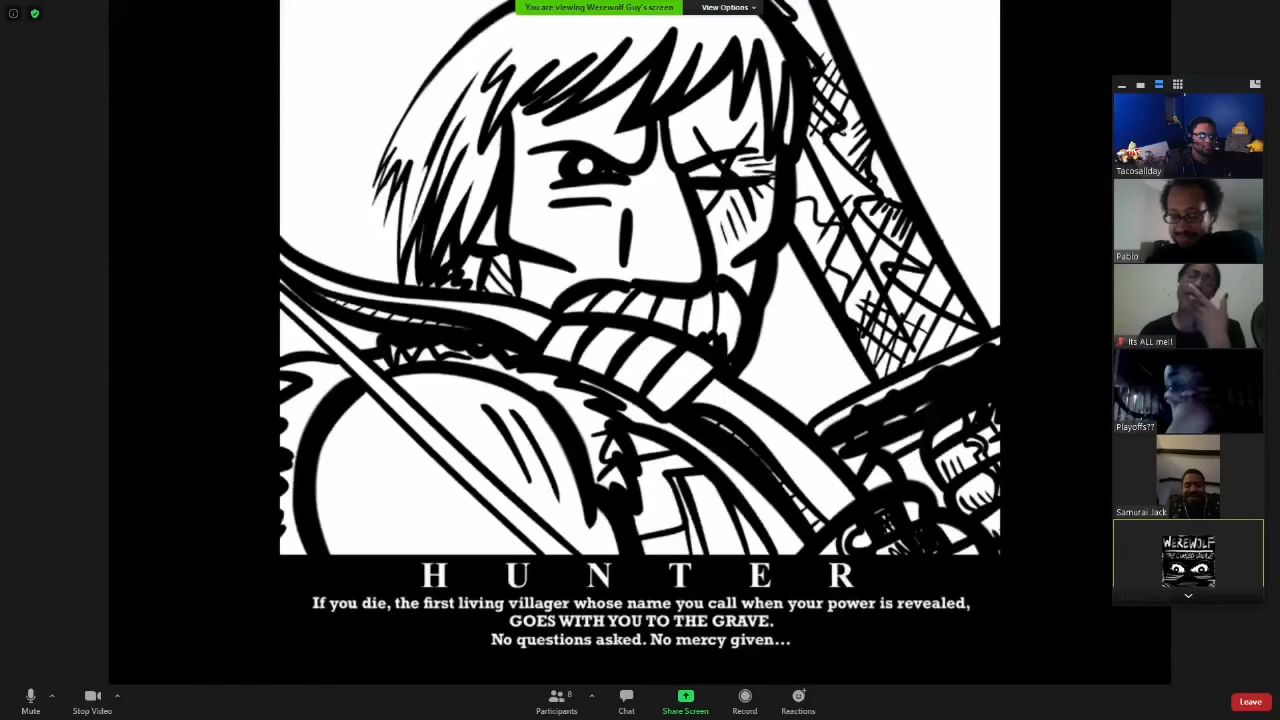 You are viewing Werewolf Guy's screen
View Options
Tacosallday
Pablo
Its ALL me!!
Playoffs??
Samurai Jack
WEREWOLF
H U N T E R
If you die, the first living villager whose name you call when your power is revealed,
GOES WITH YOU TO THE GRAVE.
No questions asked. No mercy given...
Mute
Stop Video
Participants
8
Chat
Share Screen
Record
Reactions
Leave